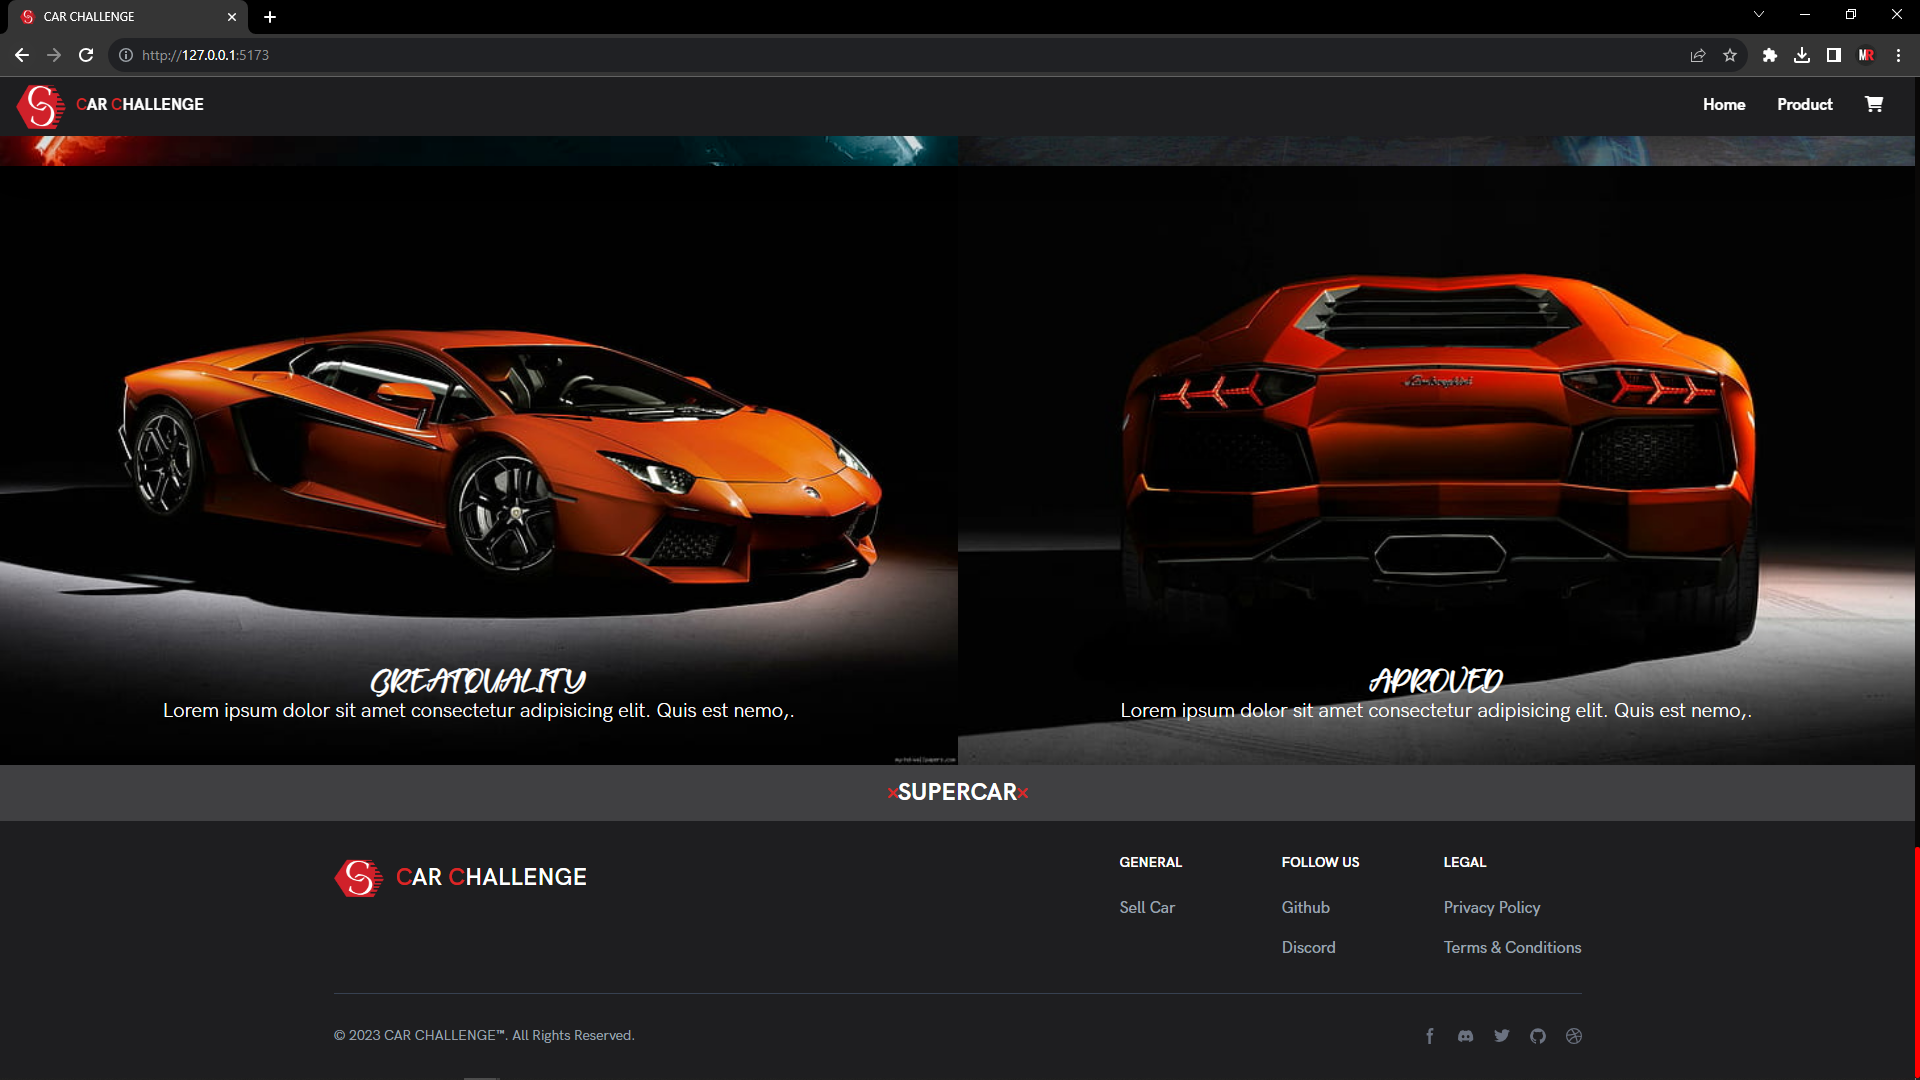 CAR CHALLENGE
http://127.0.0.1:5173
MR
S CAR CHALLENGE
Home Product
Lamborghini
GREATQUALITY
Lorem ipsum dolor sit amet consectetur adipisicing elit. Quis est nemo,.
APROVED
Lorem ipsum dolor sit amet consectetur adipisicing elit. Quis est nemo,.
×SUPERCAR×
S CAR CHALLENGE
GENERAL
Sell Car
FOLLOW US
Github
Discord
LEGAL
Privacy Policy
Terms & Conditions
© 2023 CAR CHALLENGE™. All Rights Reserved.